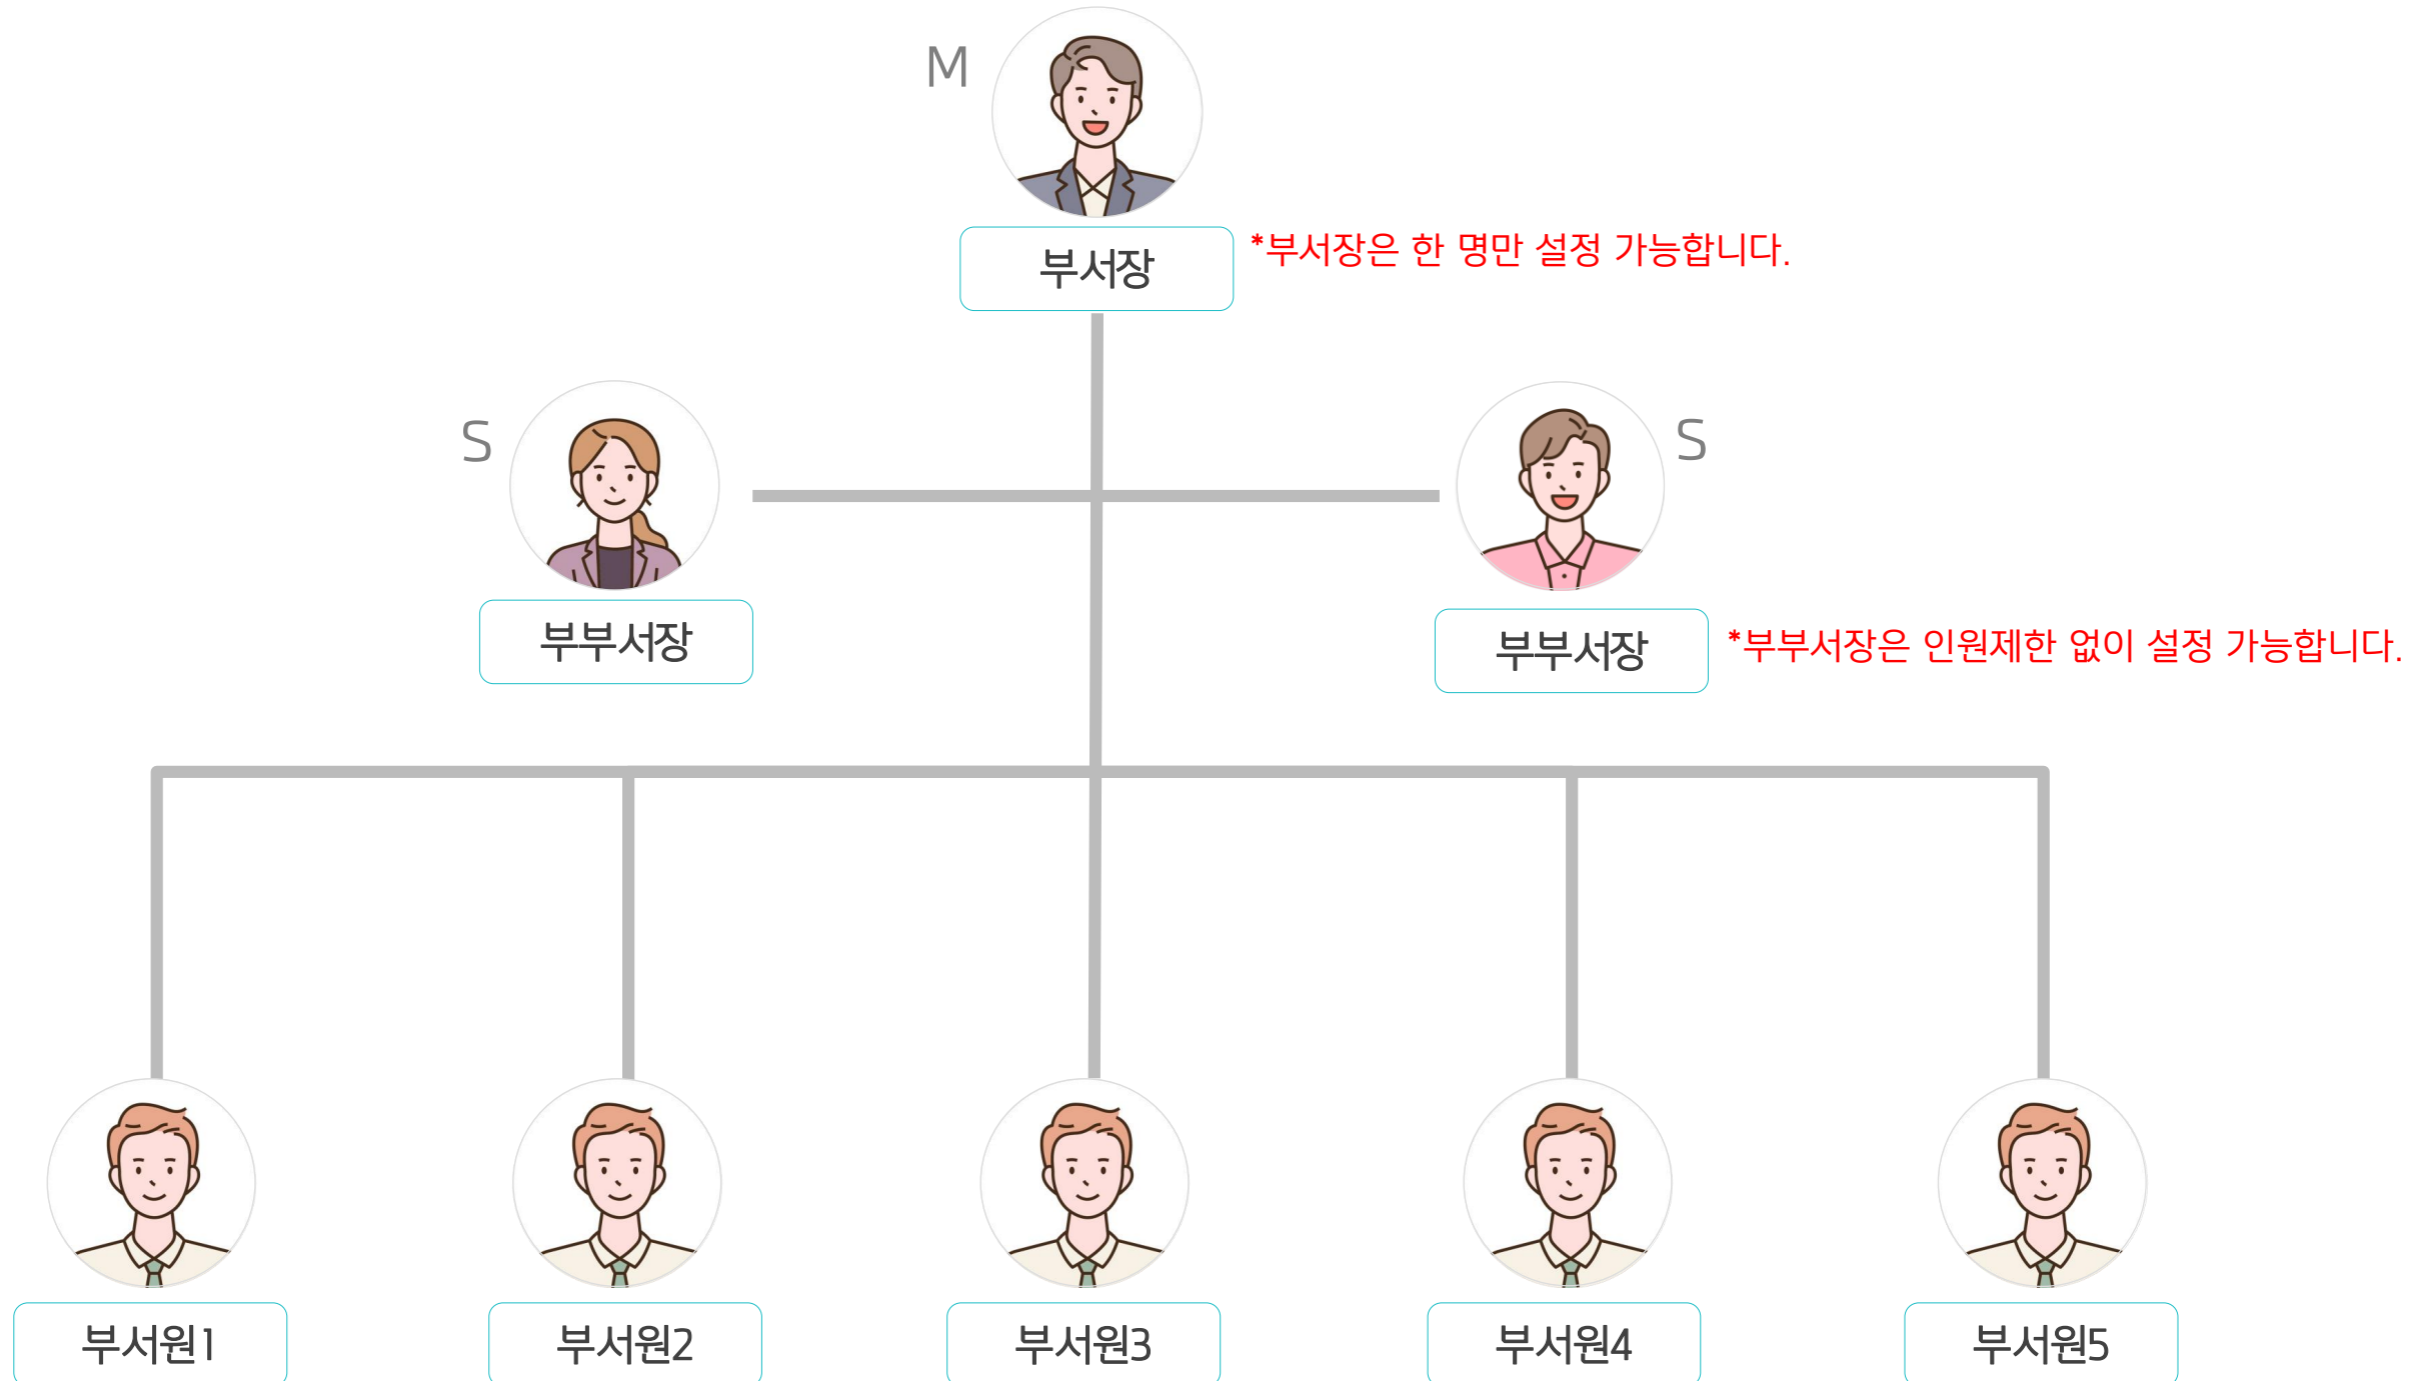 M
부서장
*부서장은 한 명만 설정 가능합니다.
S
S
부부서장
부부서장
*부부서장은 인원제한 없이 설정 가능합니다.
부서원1
부서원2
부서원3
부서원4
부서원5